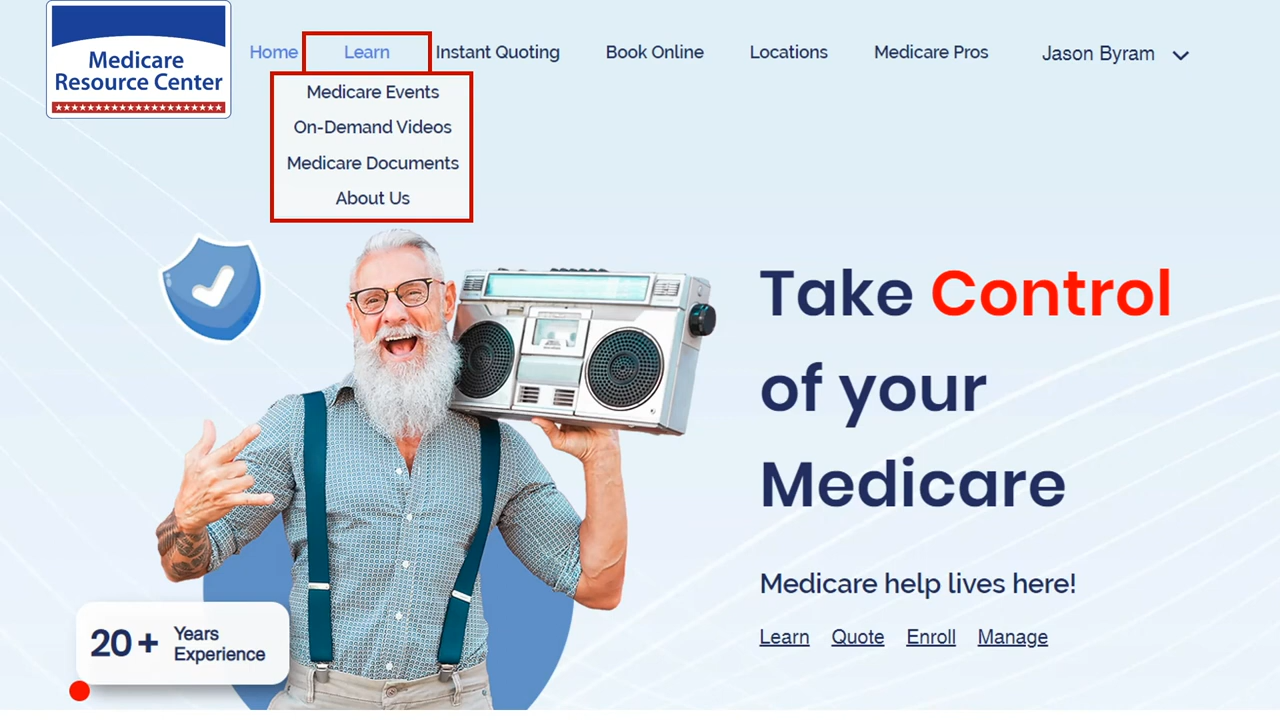 Medicare
Resource Center
Home Learn Instant Quoting Book Online Locations Medicare Pros Jason Byram
Medicare Events
On-Demand Videos
Medicare Documents
About Us
Take Control
of your
Medicare
Medicare help lives here!
Learn Quote Enroll Manage
20+ Years
Experience